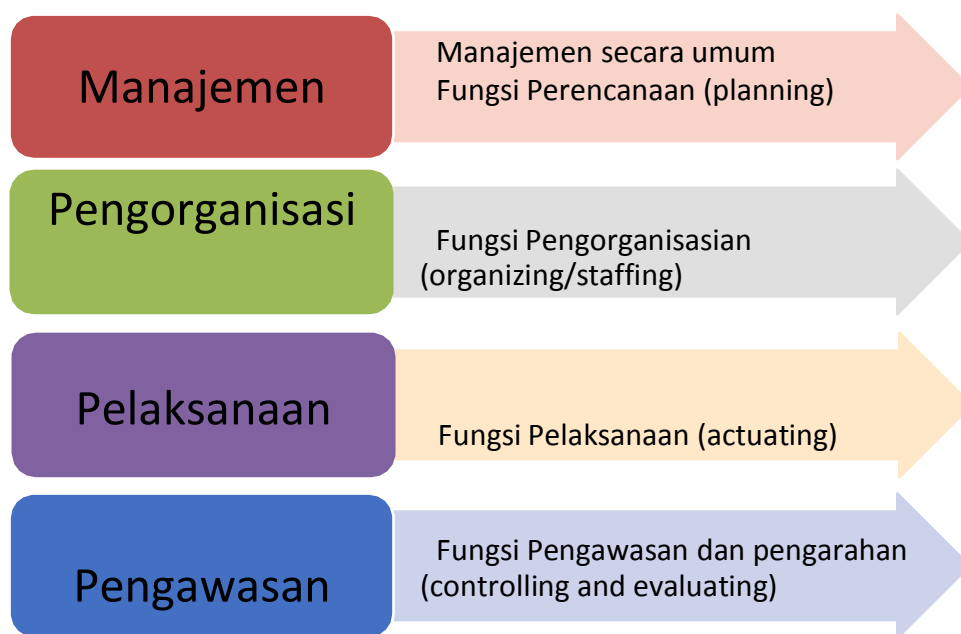 Manajemen
Manajemen secara umum
Fungsi Perencanaan (planning)
Pengorganisasi
Fungsi Pengorganisasian
(organizing/staffing)
Pelaksanaan
Fungsi Pelaksanaan (actuating)
Pengawasan
Fungsi Pengawasan dan pengarahan
(controlling and evaluating)